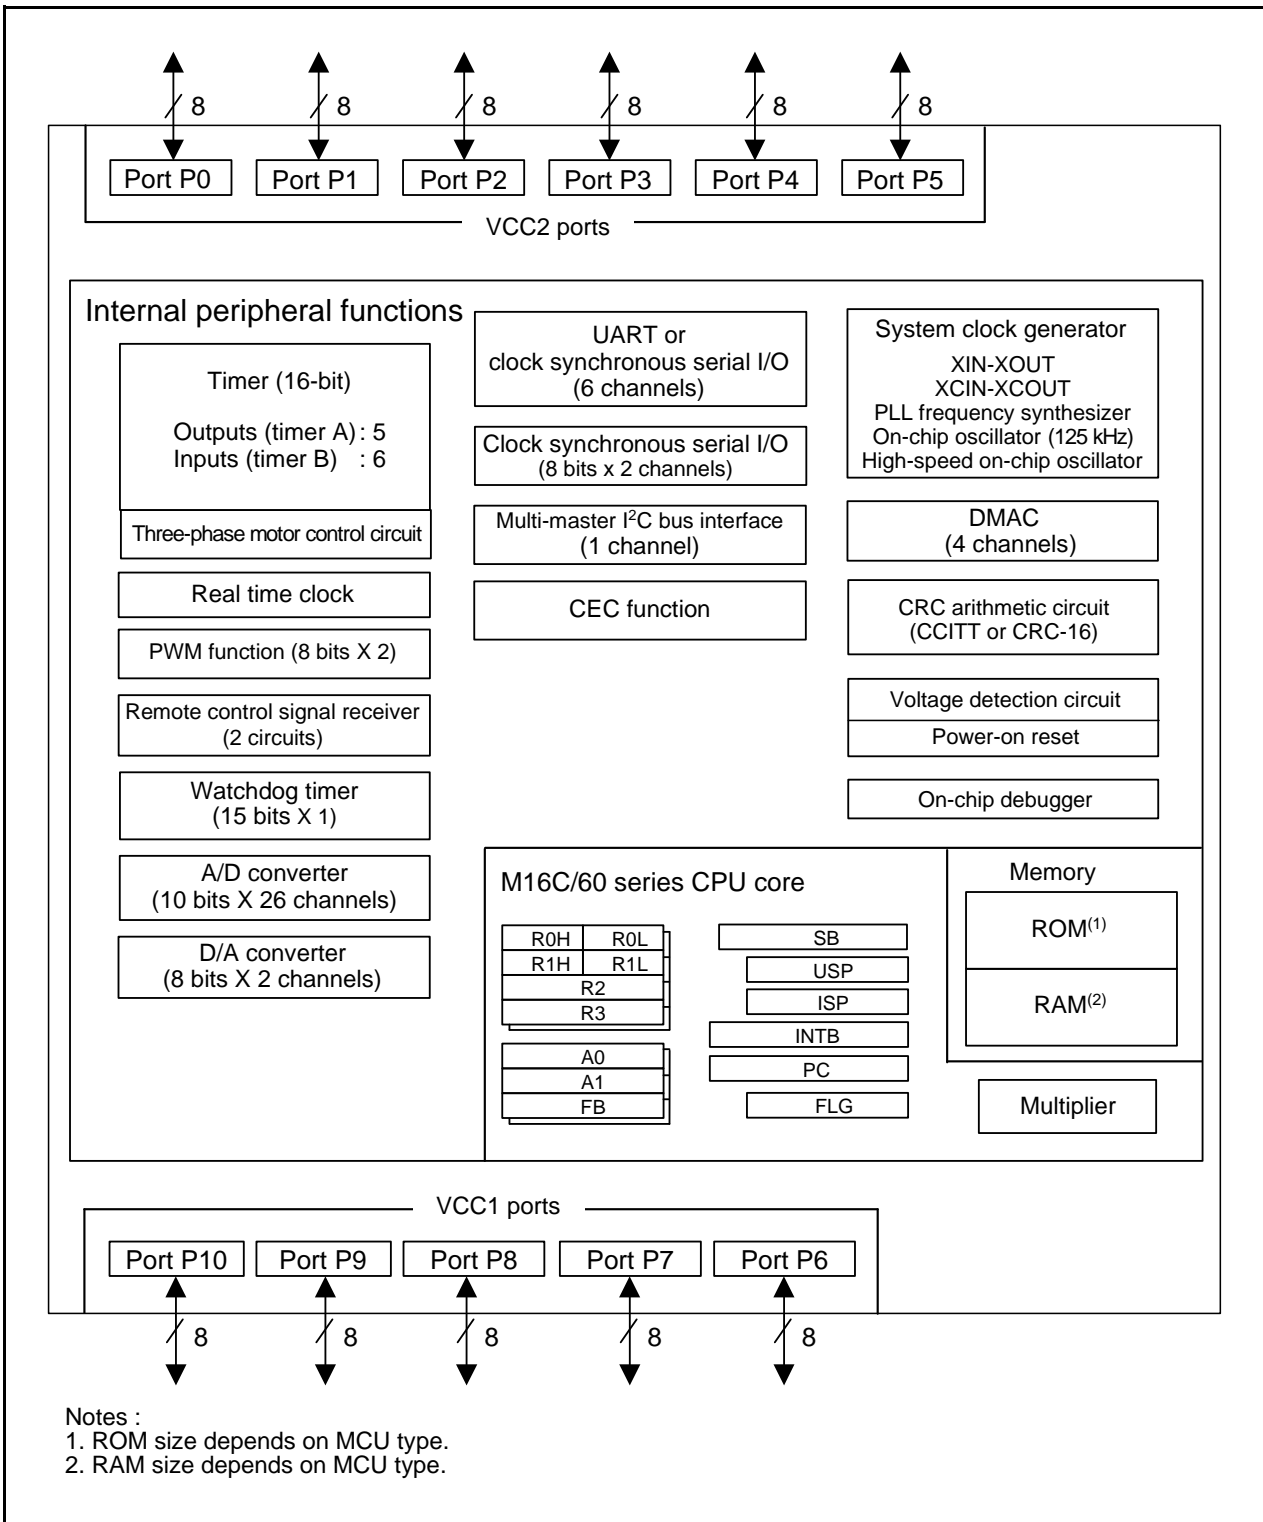 8 8 8 8 8 8
Port P0 Port P1 Port P2 Port P3 Port P4 Port P5
VCC2 ports
Internal peripheral functions
Timer (16-bit)
Outputs (timer A) : 5
Inputs (timer B) : 6
Three-phase motor control circuit
Real time clock
PWM function (8 bits X 2)
Remote control signal receiver
(2 circuits)
Watchdog timer
(15 bits X 1)
A/D converter
(10 bits X 26 channels)
D/A converter
(8 bits X 2 channels)
UART or
clock synchronous serial I/O
(6 channels)
Clock synchronous serial I/O
(8 bits x 2 channels)
Multi-master I²C bus interface
(1 channel)
CEC function
System clock generator
XIN-XOUT
XCIN-XCOUT
PLL frequency synthesizer
On-chip oscillator (125 kHz)
High-speed on-chip oscillator
DMAC
(4 channels)
CRC arithmetic circuit
(CCITT or CRC-16)
Voltage detection circuit
Power-on reset
On-chip debugger
M16C/60 series CPU core
R0H R0L
R1H R1L
R2
R3
A0
A1
FB
SB
USP
ISP
INTB
PC
FLG
Memory
ROM⁽¹⁾
RAM⁽²⁾
Multiplier
VCC1 ports
Port P10 Port P9 Port P8 Port P7 Port P6
8 8 8 8 8
Notes :
1. ROM size depends on MCU type.
2. RAM size depends on MCU type.